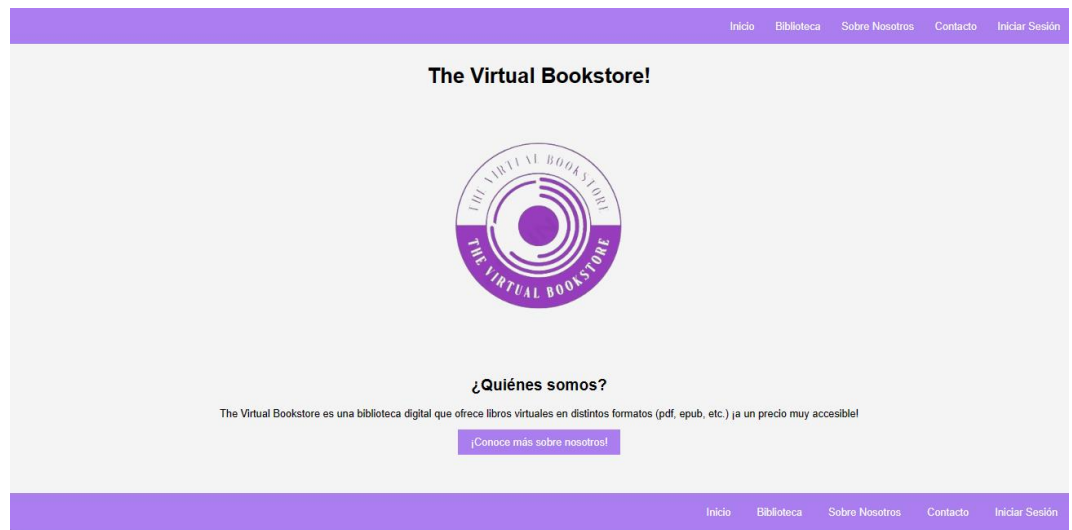 Inicio Biblioteca Sobre Nosotros Contacto Iniciar Sesión
The Virtual Bookstore!
THE VIRTUAL BOOKSTORE
THE VIRTUAL BOOKSTORE
¿Quiénes somos?
The Virtual Bookstore es una biblioteca digital que ofrece libros virtuales en distintos formatos (pdf, epub, etc.) ¡a un precio muy accesible!
¡Conoce más sobre nosotros!
Inicio Biblioteca Sobre Nosotros Contacto Iniciar Sesión